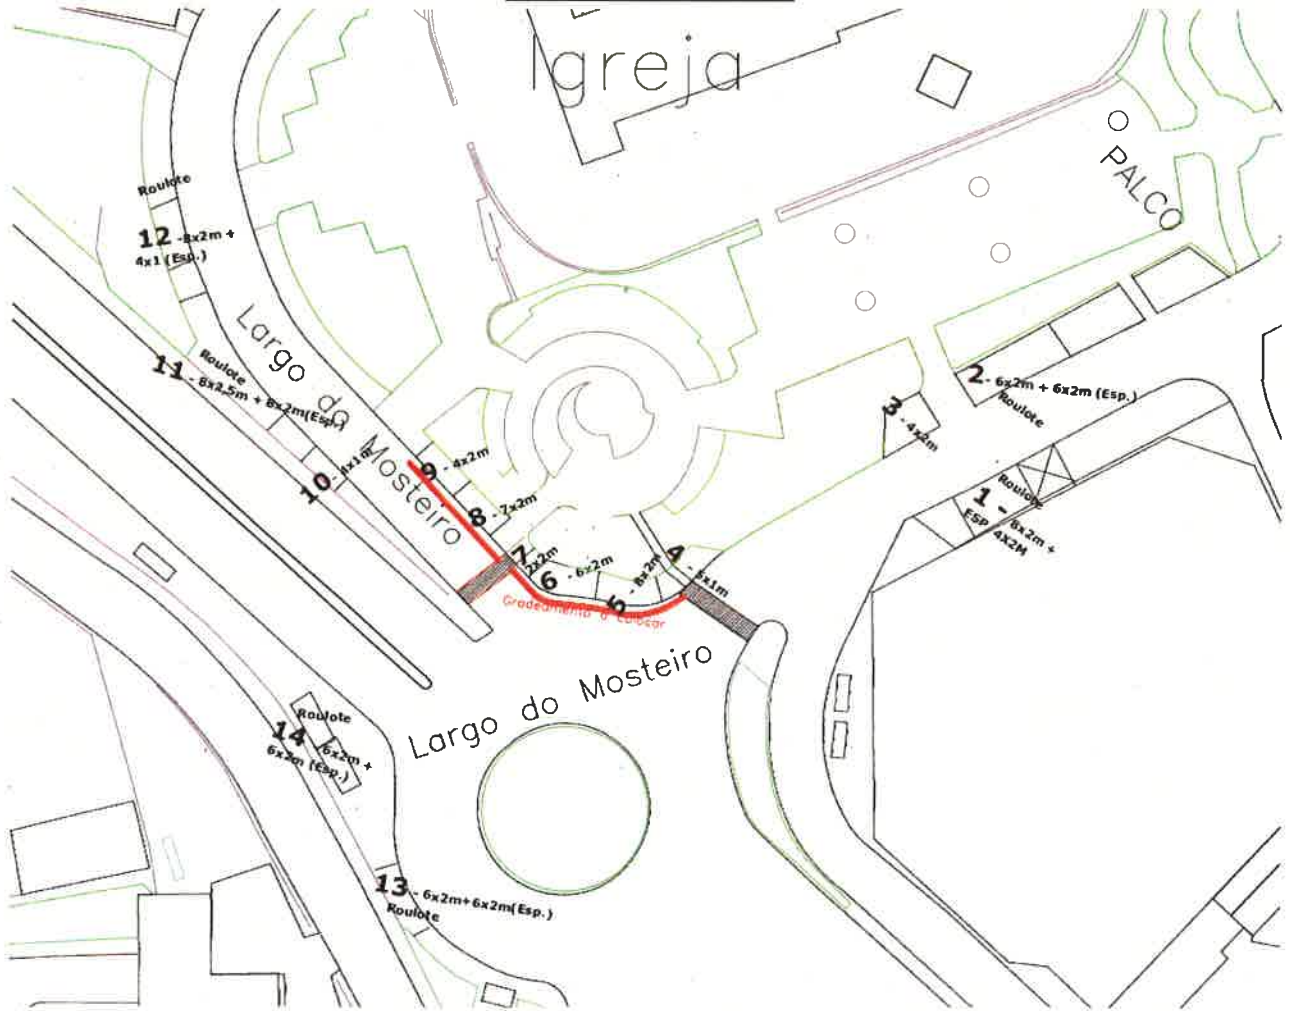 Igreja
PALCO
Roulote
12 -8x2m +
4x1 (Esp.)
Largo do Mosteiro
Roulote
11 - 8x2,5m + 8x2m(Esp.)
10 - 4x1m
9 - 4x2m
8 - 7x2m
7
2x2m
6 - 6x2m
5 - 8x2m
4 - 5x1m
3 - 4x2m
2 - 6x2m + 6x2m (Esp.)
Roulote
Roulote
1 - 8x2m +
ESP 4X2M
Gradeamento a colocar
Largo do Mosteiro
Roulote
14 6x2m +
6x2m (Esp.)
13 - 6x2m+6x2m(Esp.)
Roulote